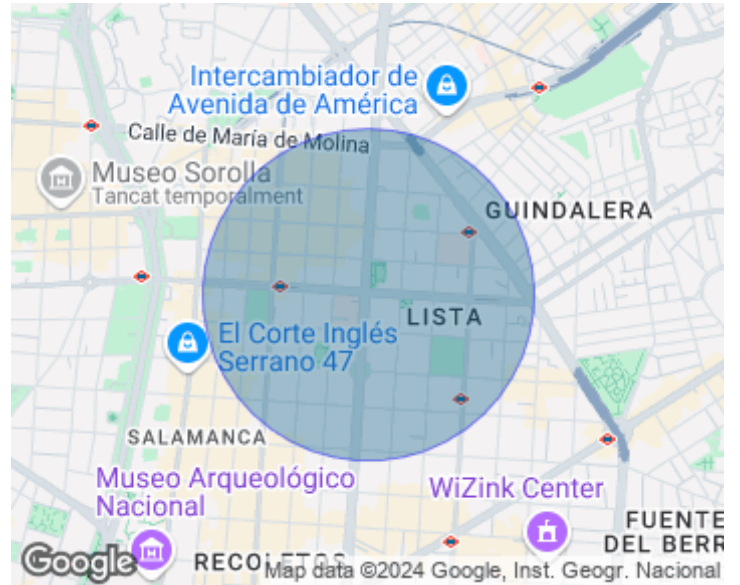 Intercambiador de
Avenida de América
Calle de María de Molina
Museo Sorolla
Tancat temporalment
GUINDALERA
LISTA
El Corte Inglés
Serrano 47
SALAMANCA
Museo Arqueológico
Nacional
WiZink Center
FUENTE
DEL BERR
RECOLETOS
Google
Map data ©2024 Google, Inst. Geogr. Nacional